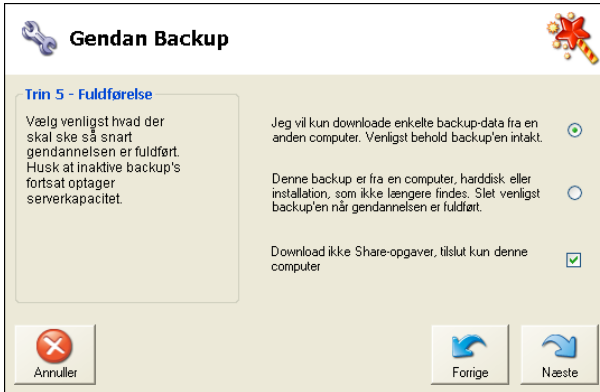 Gendan Backup
Trin 5 - Fuldførelse
Vælg venligst hvad der
skal ske så snart
gendannelsen er fuldført.
Husk at inaktive backup's
fortsat optager
serverkapacitet.
Jeg vil kun downloade enkelte backup-data fra en
anden computer. Venligst behold backup'en intakt.
Denne backup er fra en computer, harddisk eller
installation, som ikke længere findes. Slet venligst
backup'en når gendannelsen er fuldført.
Download ikke Share-opgaver, tilslut kun denne
computer
Annuller
Forrige
Næste